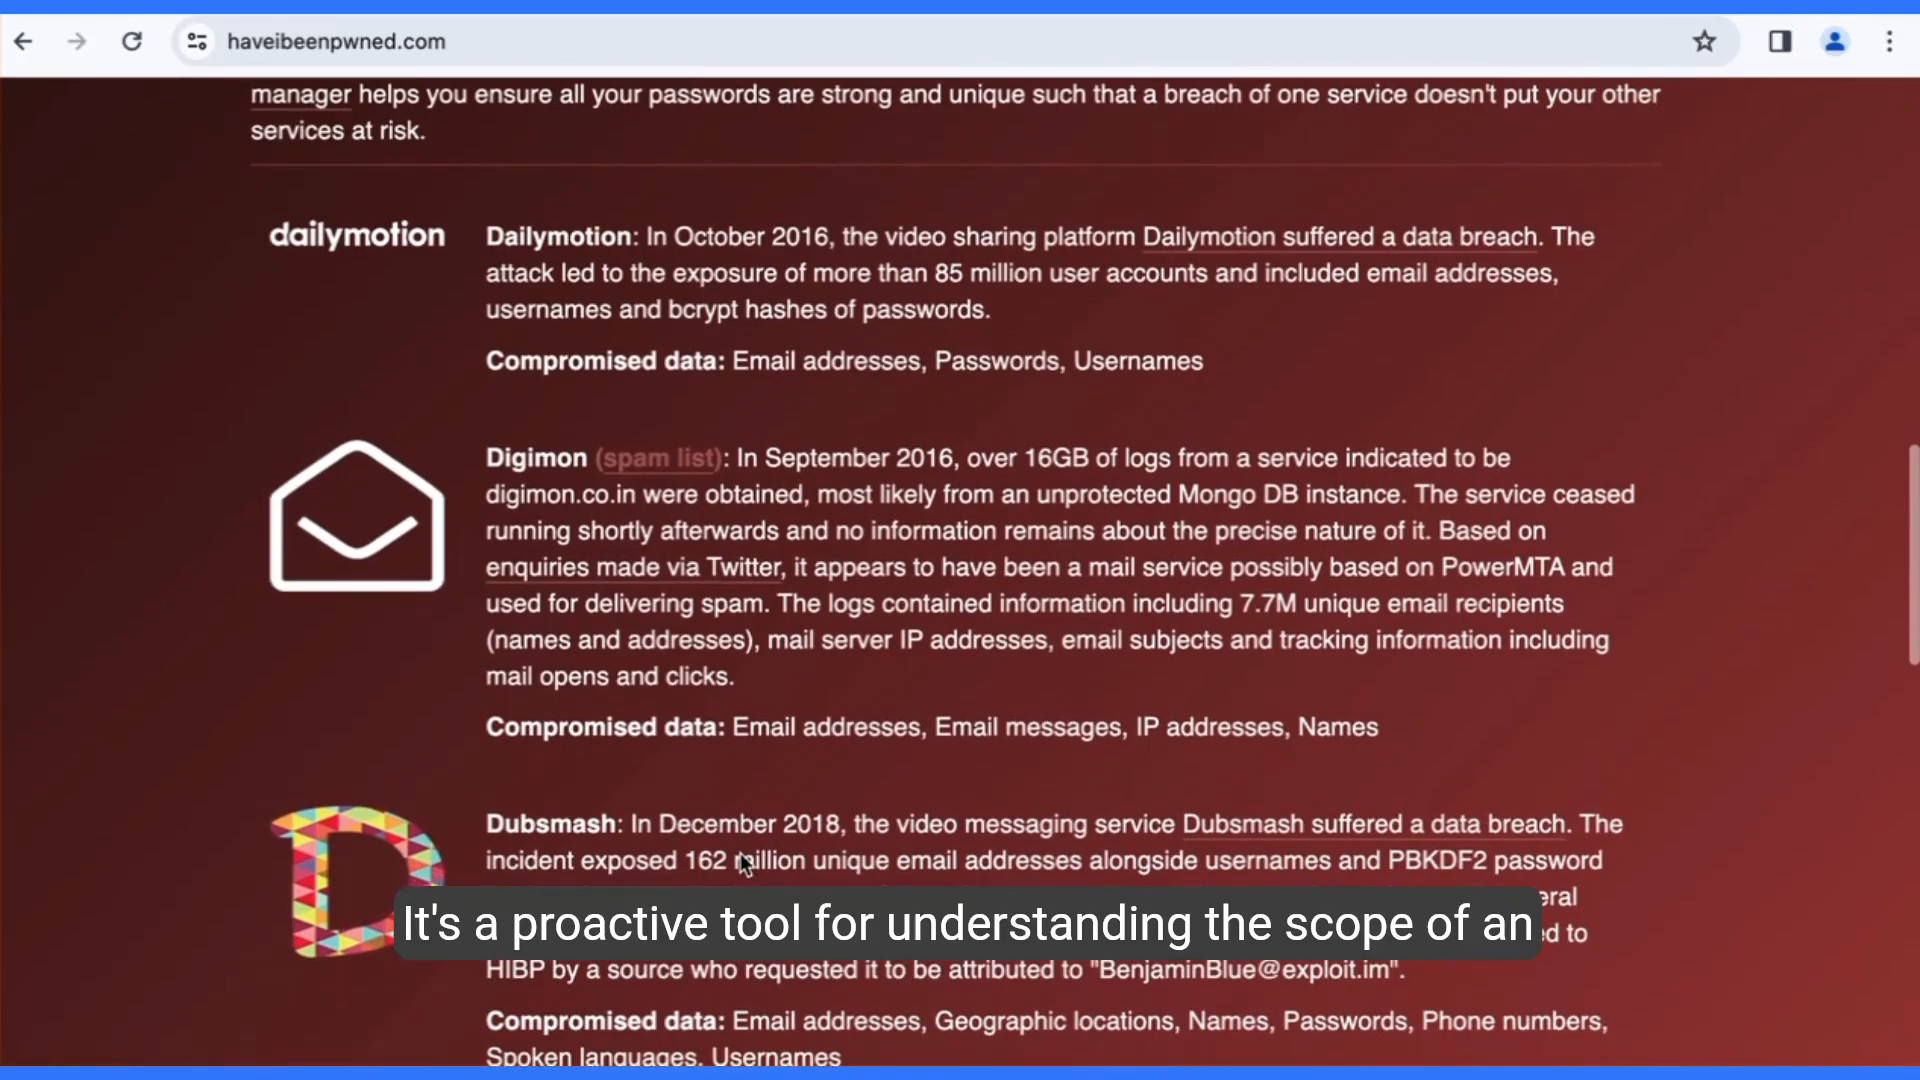 haveibeenpwned.com
manager helps you ensure all your passwords are strong and unique such that a breach of one service doesn't put your other
services at risk.
dailymotion
Dailymotion: In October 2016, the video sharing platform Dailymotion suffered a data breach. The
attack led to the exposure of more than 85 million user accounts and included email addresses,
usernames and bcrypt hashes of passwords.
Compromised data: Email addresses, Passwords, Usernames
Digimon (spam list): In September 2016, over 16GB of logs from a service indicated to be
digimon.co.in were obtained, most likely from an unprotected Mongo DB instance. The service ceased
running shortly afterwards and no information remains about the precise nature of it. Based on
enquiries made via Twitter, it appears to have been a mail service possibly based on PowerMTA and
used for delivering spam. The logs contained information including 7.7M unique email recipients
(names and addresses), mail server IP addresses, email subjects and tracking information including
mail opens and clicks.
Compromised data: Email addresses, Email messages, IP addresses, Names
D
Dubsmash: In December 2018, the video messaging service Dubsmash suffered a data breach. The
incident exposed 162 million unique email addresses alongside usernames and PBKDF2 password
It's a proactive tool for understanding the scope of an
to
HIBP by a source who requested it to be attributed to "BenjaminBlue@exploit.im".
Compromised data: Email addresses, Geographic locations, Names, Passwords, Phone numbers,
Spoken languages, Usernames